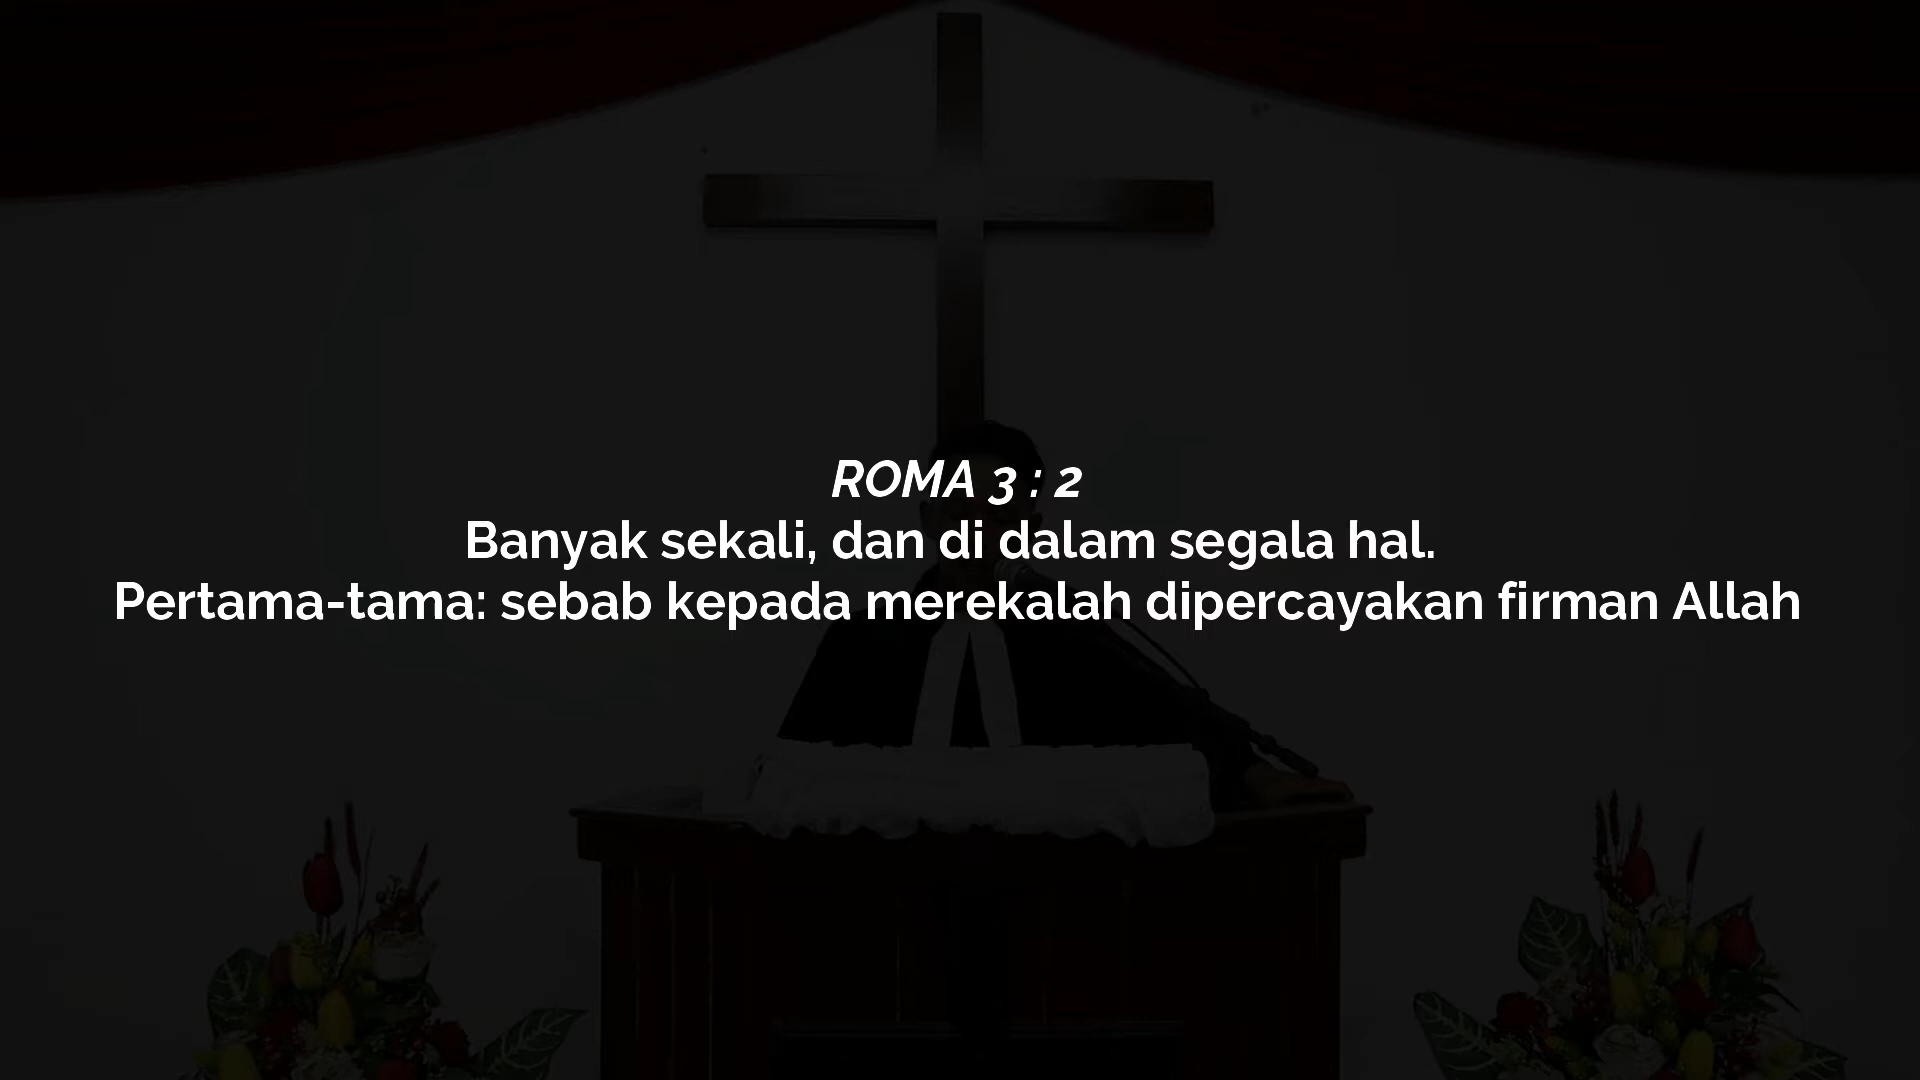 ROMA 3 : 2
Banyak sekali, dan di dalam segala hal.
Pertama-tama: sebab kepada merekalah dipercayakan firman Allah